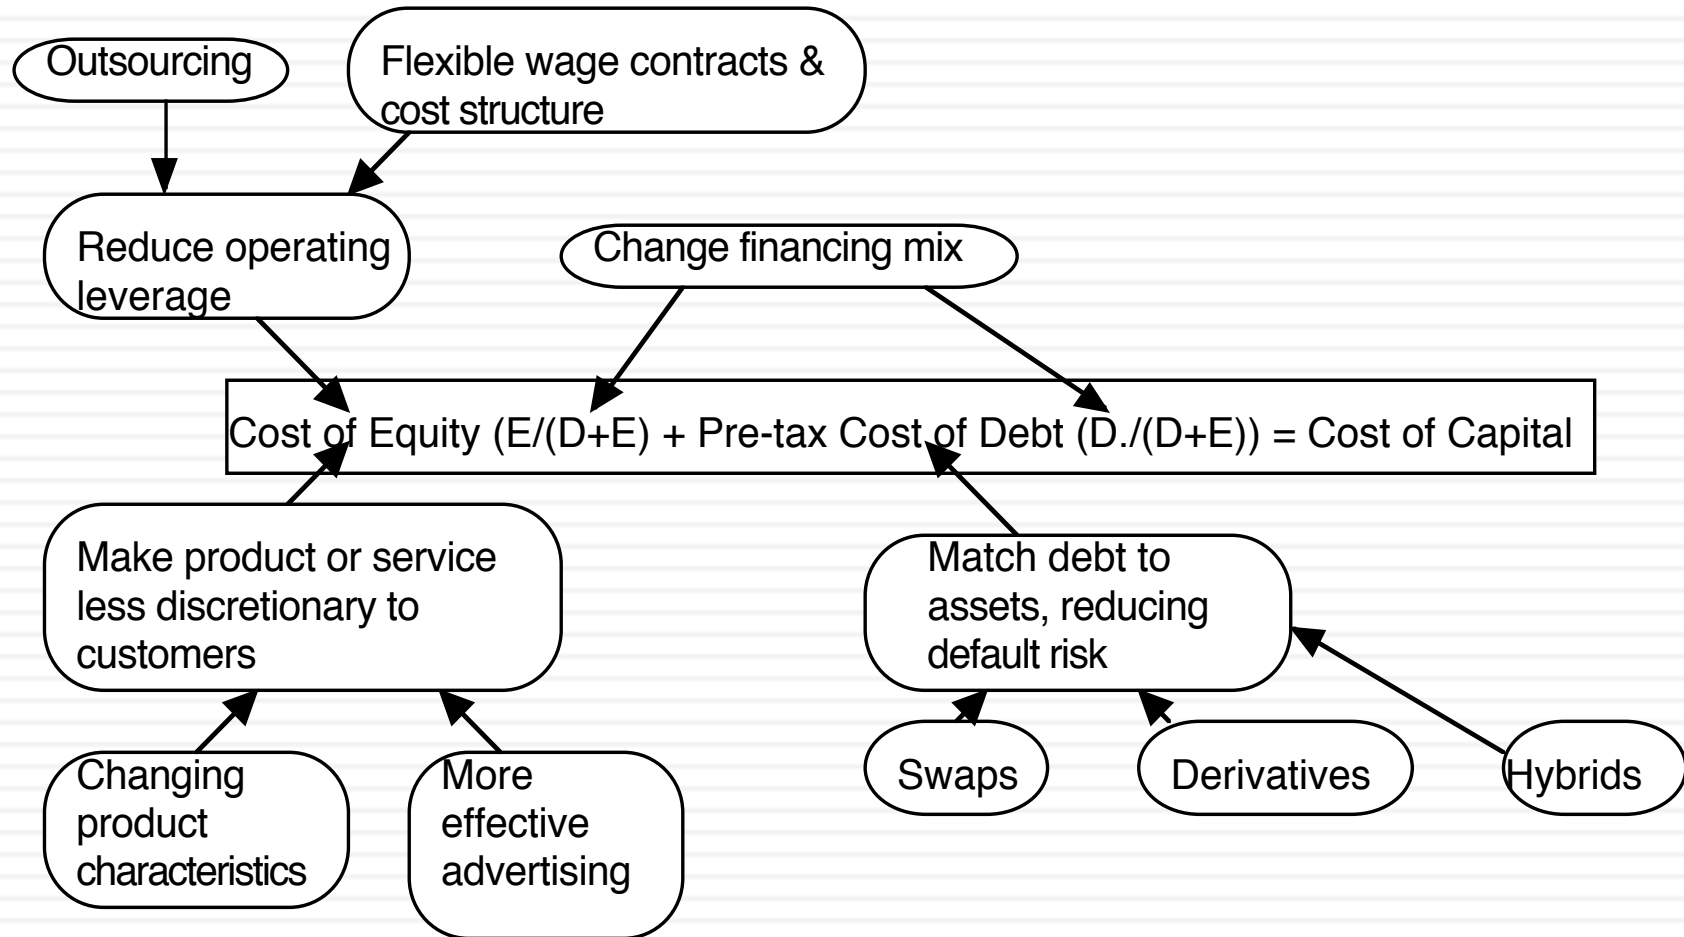 Outsourcing
Flexible wage contracts &
cost structure
Reduce operating
leverage
Change financing mix
Cost of Equity (E/(D+E) + Pre-tax Cost of Debt (D./(D+E)) = Cost of Capital
Make product or service
less discretionary to
customers
Match debt to
assets, reducing
default risk
Changing
product
characteristics
More
effective
advertising
Swaps
Derivatives
Hybrids